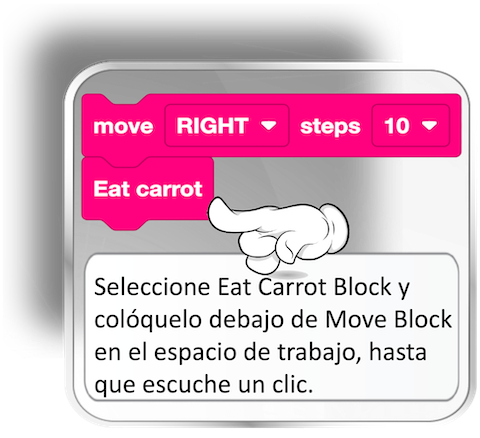 move RIGHT steps 10
Eat carrot
Seleccione Eat Carrot Block y
colóquelo debajo de Move Block
en el espacio de trabajo, hasta
que escuche un clic.